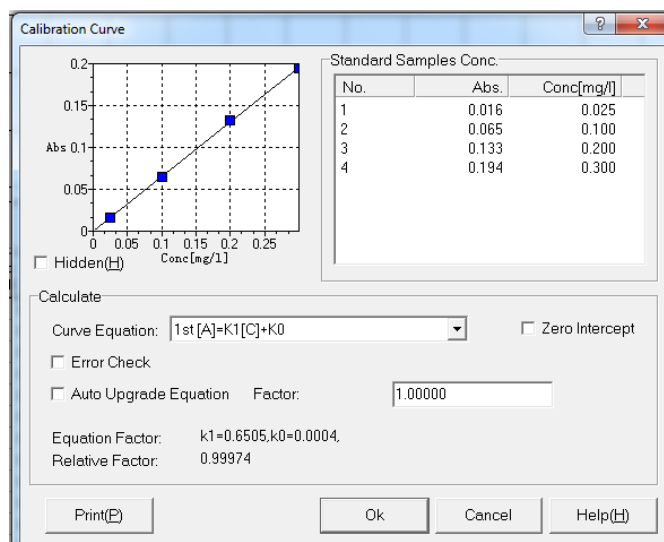 Calibration Curve
0.2
0.15
Abs 0.1
0.05
0
0 0.05 0.1 0.15 0.2 0.25
Conc[mg/l]
Hidden(H)
Standard Samples Conc.
No. Abs. Conc[mg/l]
1 0.016 0.025
2 0.065 0.100
3 0.133 0.200
4 0.194 0.300
Calculate
Curve Equation: 1st [A]=K1[C]+K0 Zero Intercept
Error Check
Auto Upgrade Equation Factor: 1.00000
Equation Factor: k1=0.6505,k0=0.0004,
Relative Factor: 0.99974
Print(P) Ok Cancel Help(H)